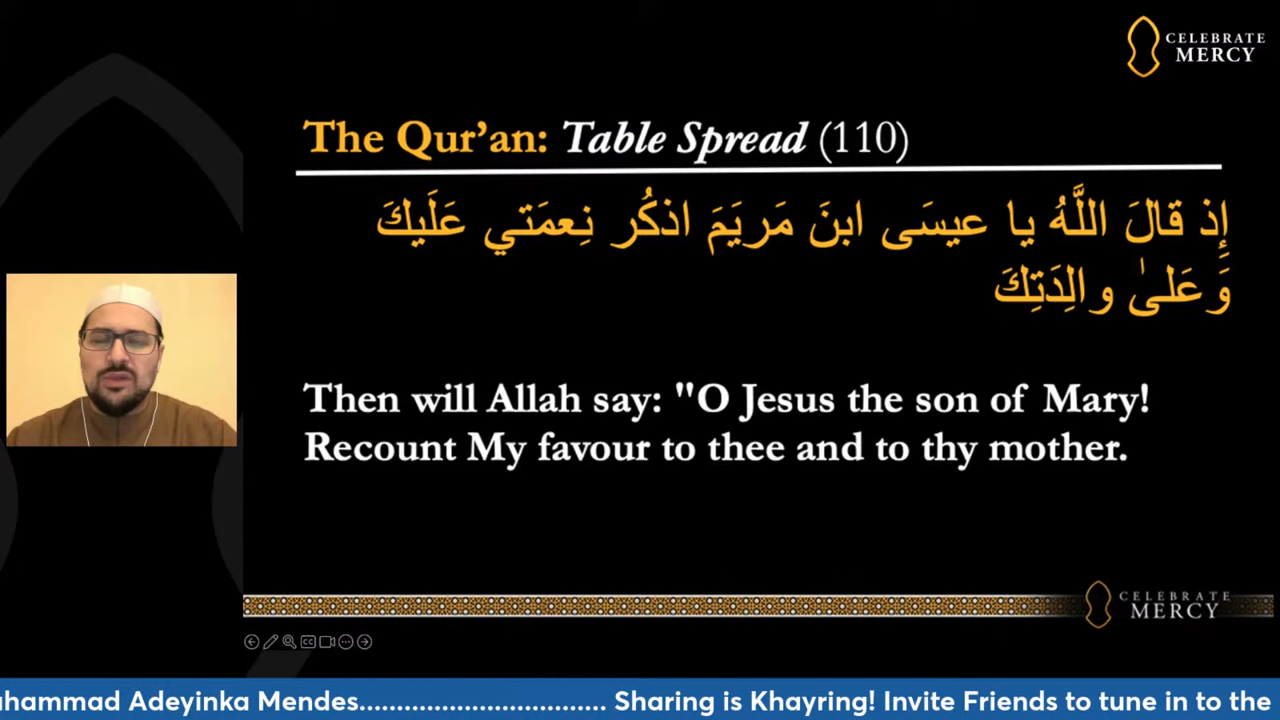 CELEBRATE
MERCY
The Qur’an: Table Spread (110)
إِذ قالَ اللَّهُ يا عيسَى ابنَ مَريَمَ اذكُر نِعمَتي عَلَيكَ
وَعَلىٰ والِدَتِكَ
Then will Allah say: "O Jesus the son of Mary!
Recount My favour to thee and to thy mother.
CELEBRATE
MERCY
CC
Adeyinka Mendes.................................. Sharing is Khayring! Invite Friends to tune in to the